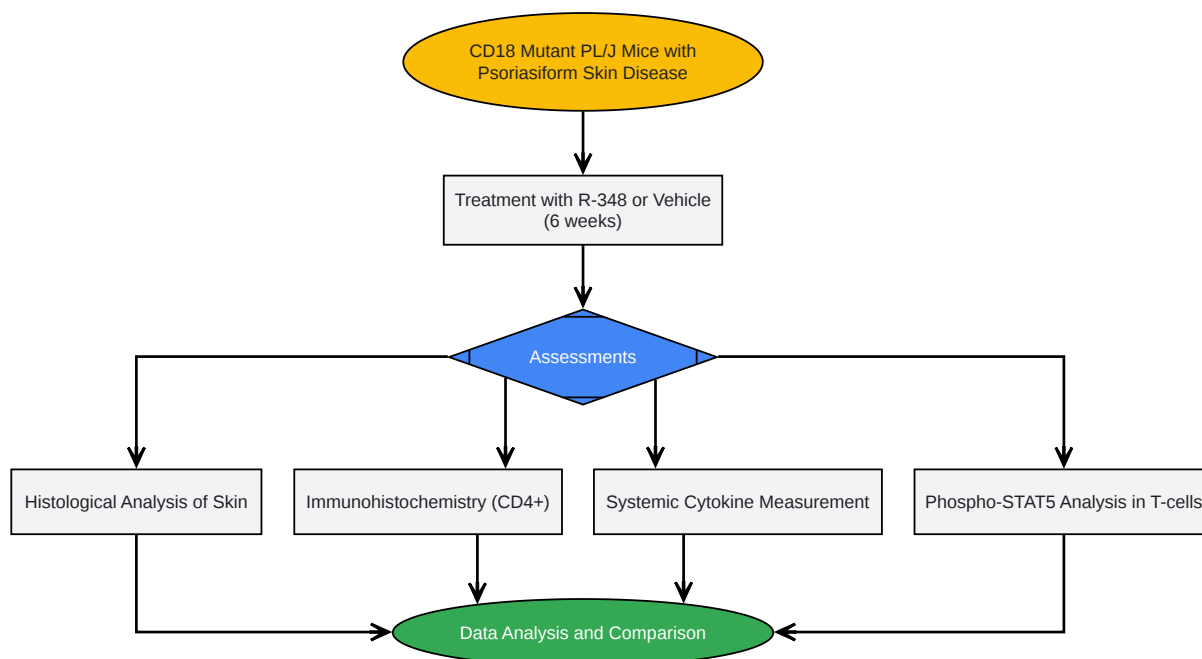 CD18 Mutant PL/J Mice with
Psoriasiform Skin Disease
Treatment with R-348 or Vehicle
(6 weeks)
Assessments
Histological Analysis of Skin
Immunohistochemistry (CD4+)
Systemic Cytokine Measurement
Phospho-STAT5 Analysis in T-cells
Data Analysis and Comparison